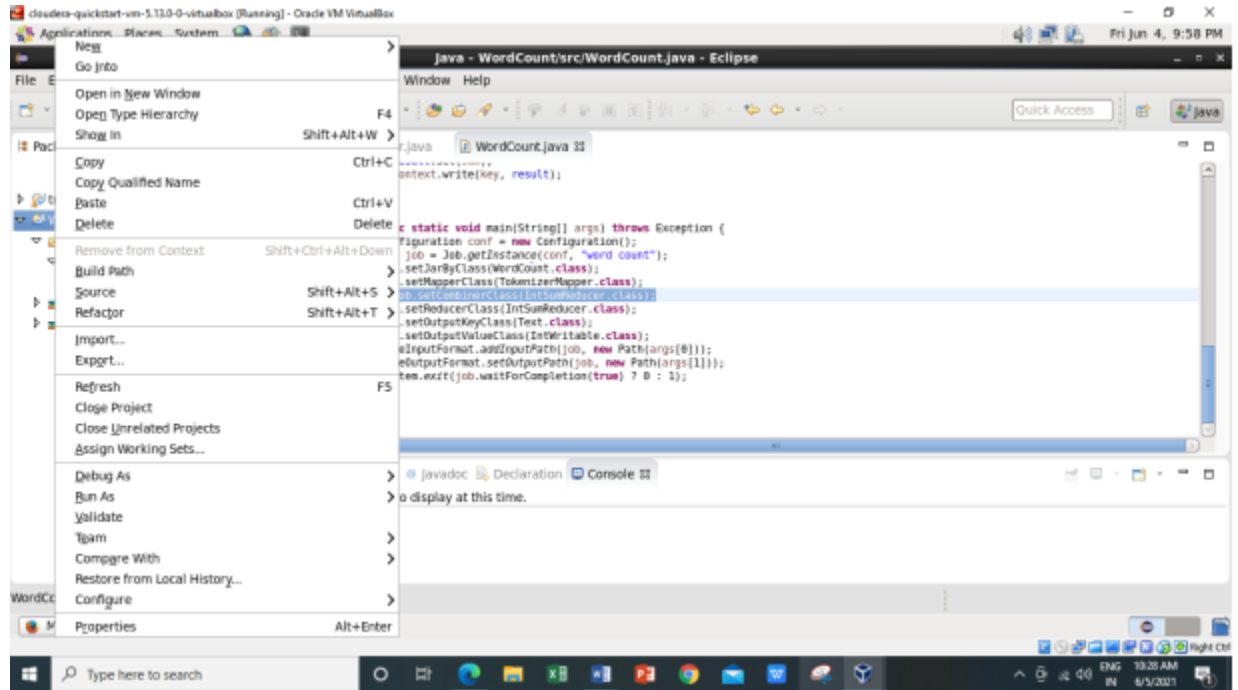 cloudera-quickstart-vm-5.13.0-0-virtualbox [Running] - Oracle VM VirtualBox
Applications Places System
Fri Jun 4, 9:58 PM
Java - WordCount/src/WordCount.java - Eclipse
File E
Window Help
Quick Access
Java
Pac
r.java
WordCount.java
New
Go Into
Open in New Window
Open Type Hierarchy F4
Show In Shift+Alt+W
Copy Ctrl+C
Copy Qualified Name
Paste Ctrl+V
Delete Delete
Remove from Context Shift+Ctrl+Alt+Down
Build Path
Source Shift+Alt+S
Refactor Shift+Alt+T
Import...
Export...
Refresh F5
Close Project
Close Unrelated Projects
Assign Working Sets...
Debug As
Run As
Validate
Team
Compare With
Restore from Local History...
Configure
Properties Alt+Enter
ontext.write(key, result);
c static void main(String[] args) throws Exception {
figuration conf = new Configuration();
job = Job.getInstance(conf, "word count");
.setJarByClass(WordCount.class);
.setMapperClass(TokenizerMapper.class);
ob.setCombinerClass(IntSumReducer.class);
.setReducerClass(IntSumReducer.class);
.setOutputKeyClass(Text.class);
.setOutputValueClass(IntWritable.class);
eInputFormat.addInputPath(job, new Path(args[0]));
eOutputFormat.setOutputPath(job, new Path(args[1]));
tem.exit(job.waitForCompletion(true) ? 0 : 1);
Javadoc Declaration Console
o display at this time.
WordCo
M
Right Ctrl
Type here to search
ENG
IN
10:28 AM
6/5/2021